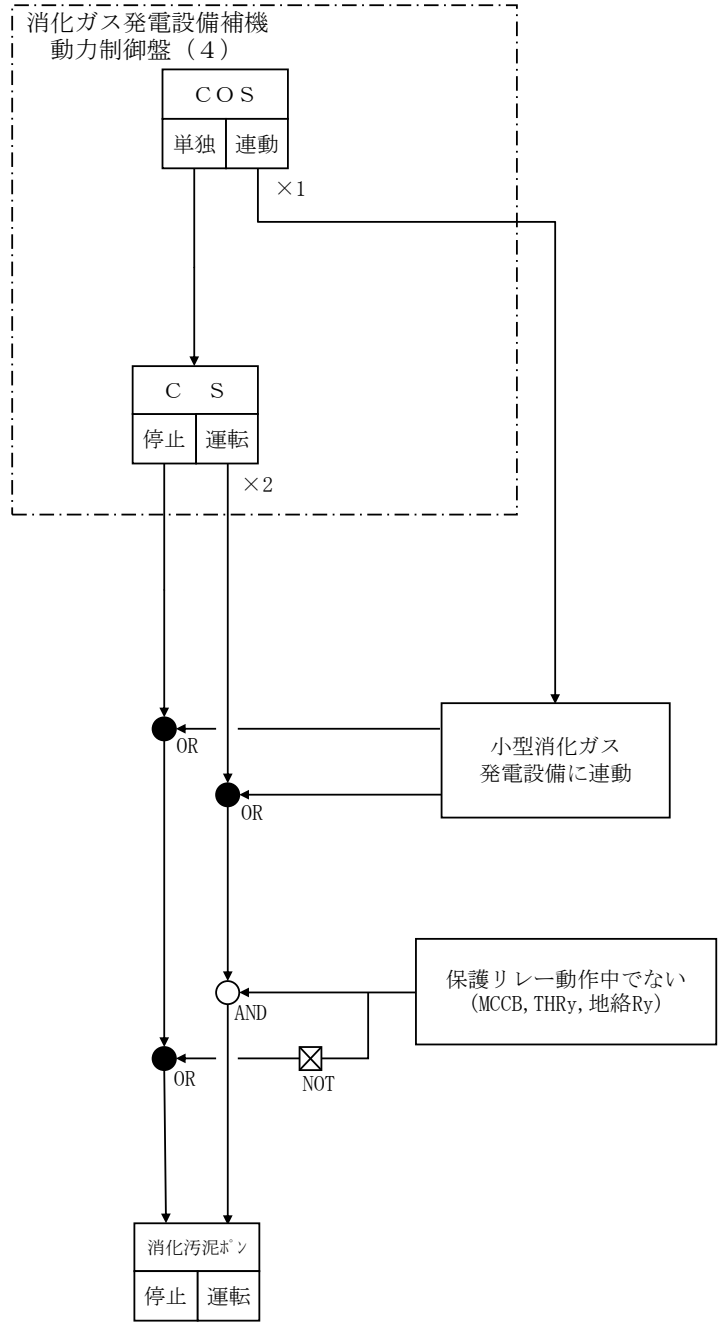 消化ガス発電設備補機
動力制御盤（４）
ＣＯＳ
単独 連動
×1
Ｃ　Ｓ
停止 運転
×2
OR
小型消化ガス
発電設備に連動
OR
保護リレー動作中でない
(MCCB,THRy,地絡Ry)
AND
OR
NOT
消化汚泥ﾎﾟﾝ
停止 運転